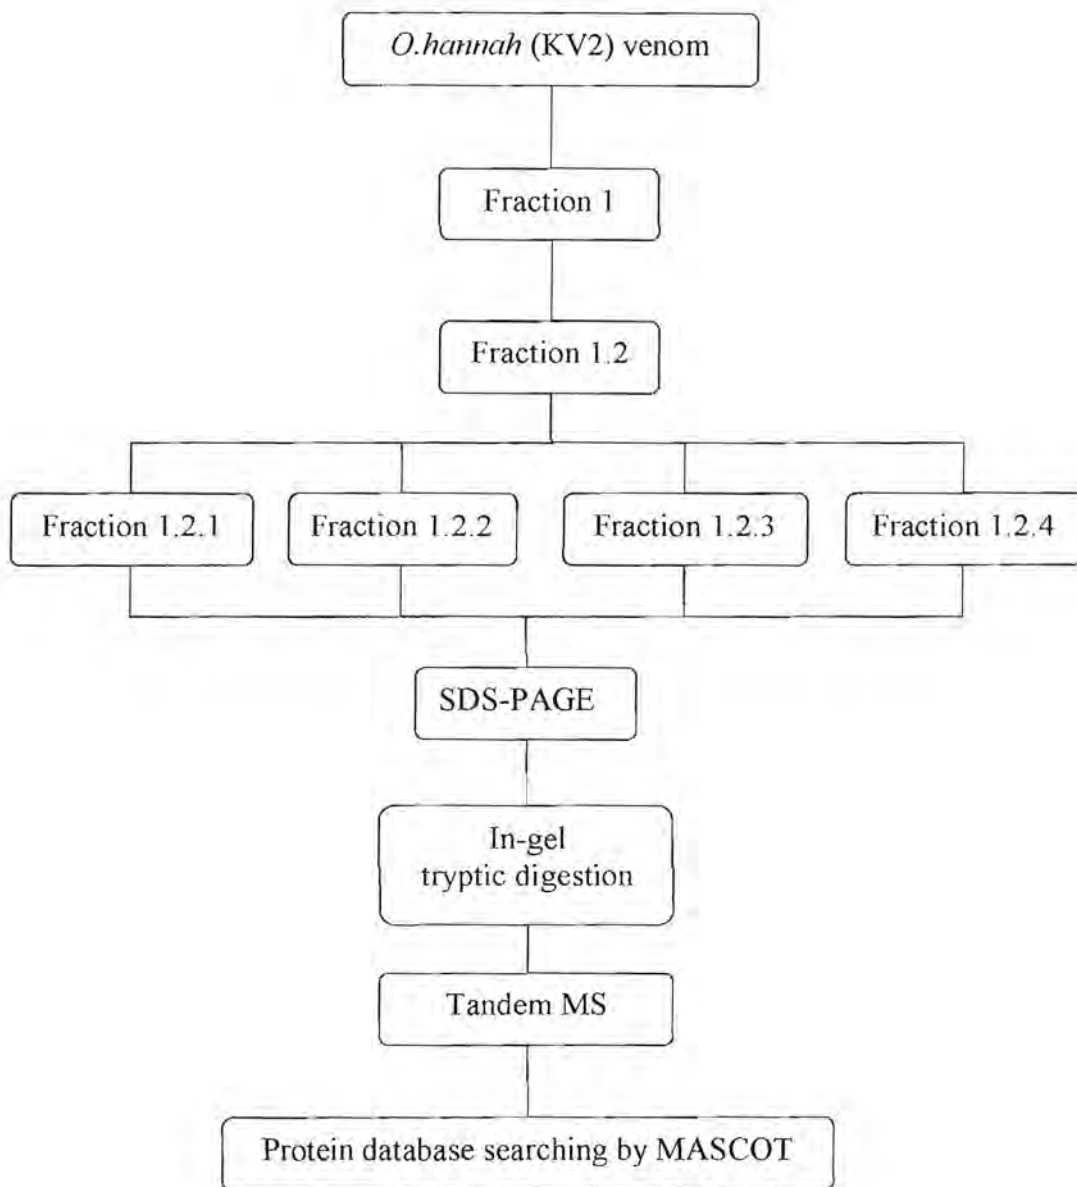 O.hannah (KV2) venom
Fraction 1
Fraction 1.2
Fraction 1.2.1
Fraction 1.2.2
Fraction 1.2.3
Fraction 1.2.4
SDS-PAGE
In-gel
tryptic digestion
Tandem MS
Protein database searching by MASCOT